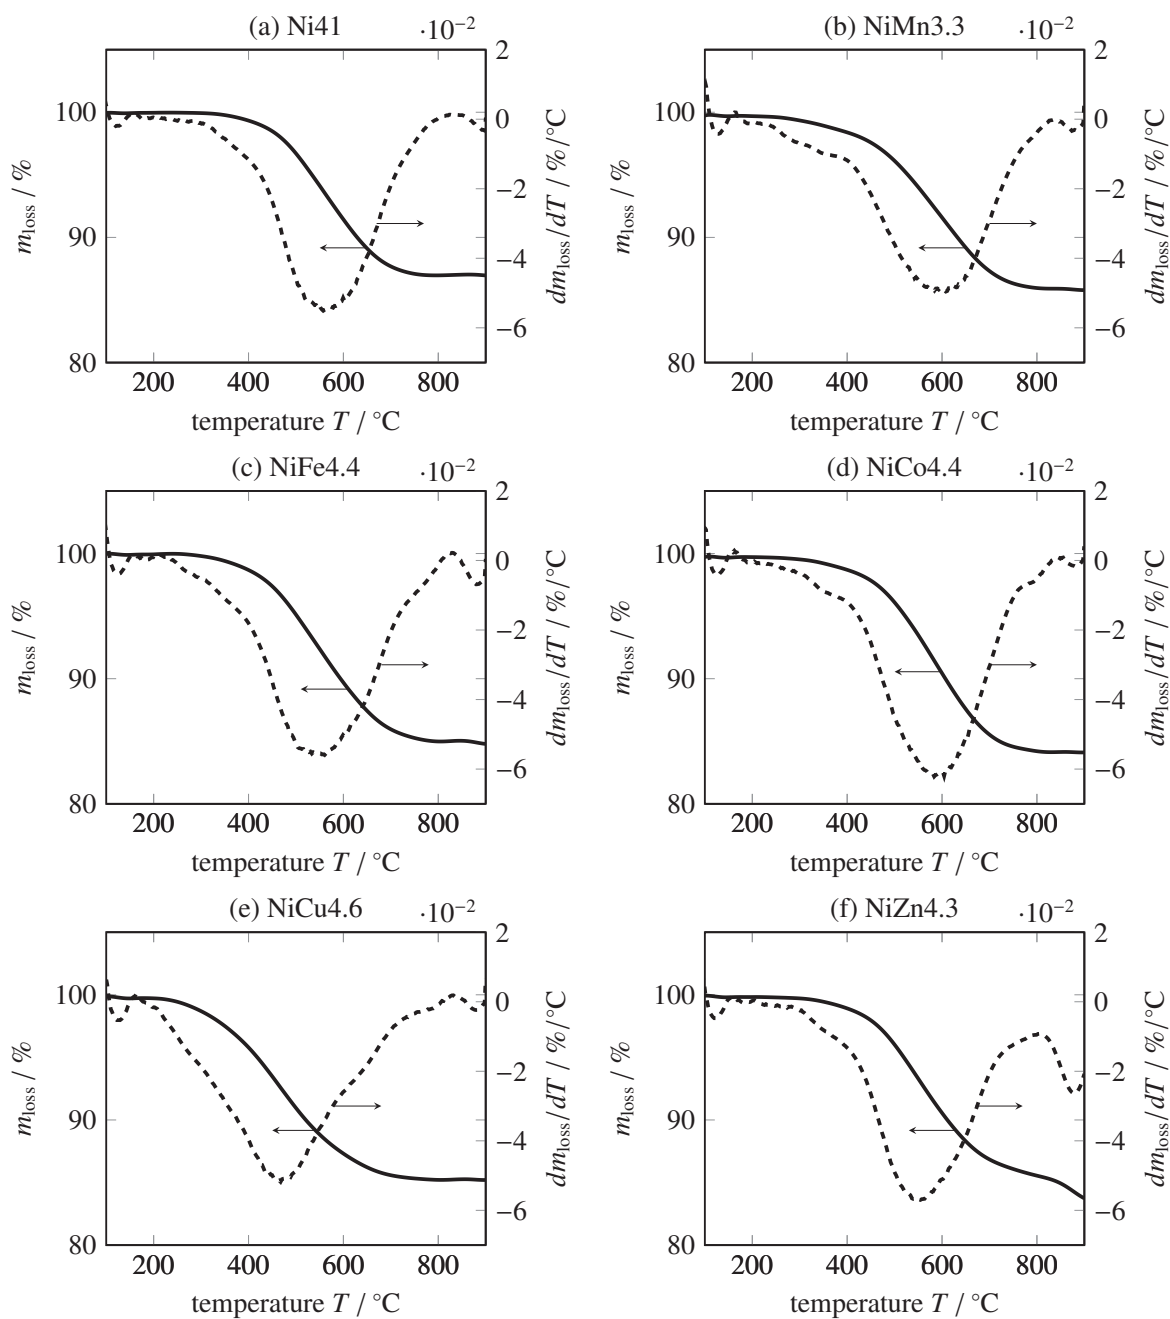 (a) Ni41
·10⁻²
2
100
0
m_loss / %
dm_loss/dT / %/°C
−2
90
−4
−6
80
200 400 600 800
temperature T / °C
(b) NiMn3.3
·10⁻²
2
100
0
m_loss / %
dm_loss/dT / %/°C
−2
90
−4
−6
80
200 400 600 800
temperature T / °C
(c) NiFe4.4
·10⁻²
2
100
0
m_loss / %
dm_loss/dT / %/°C
−2
90
−4
−6
80
200 400 600 800
temperature T / °C
(d) NiCo4.4
·10⁻²
2
100
0
m_loss / %
dm_loss/dT / %/°C
−2
90
−4
−6
80
200 400 600 800
temperature T / °C
(e) NiCu4.6
·10⁻²
2
100
0
m_loss / %
dm_loss/dT / %/°C
−2
90
−4
−6
80
200 400 600 800
temperature T / °C
(f) NiZn4.3
·10⁻²
2
100
0
m_loss / %
dm_loss/dT / %/°C
−2
90
−4
−6
80
200 400 600 800
temperature T / °C